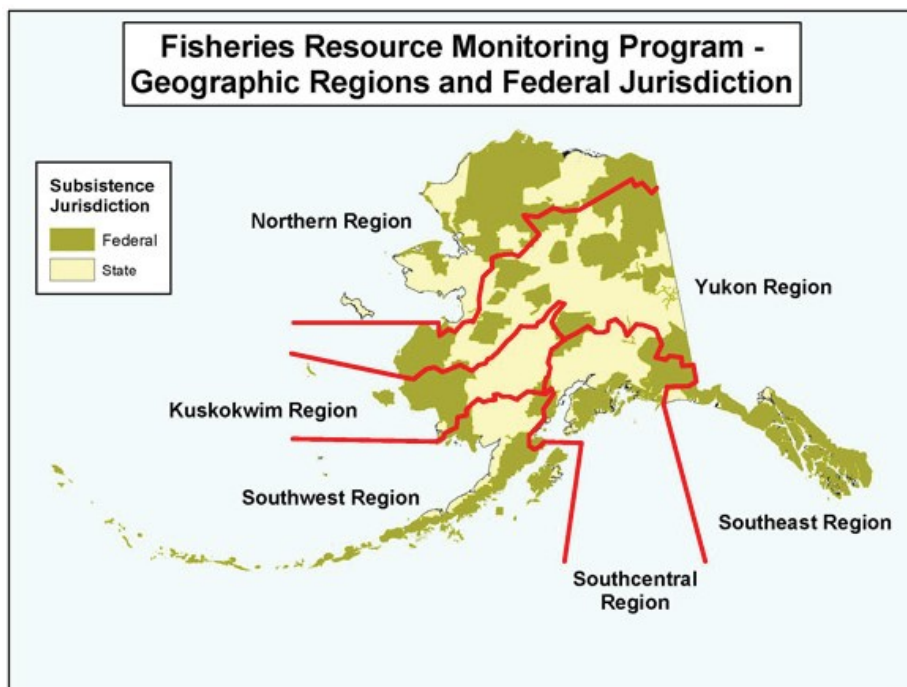 Fisheries Resource Monitoring Program -
Geographic Regions and Federal Jurisdiction
Subsistence
Jurisdiction
Federal
State
Northern Region
Yukon Region
Kuskokwim Region
Southwest Region
Southeast Region
Southcentral
Region